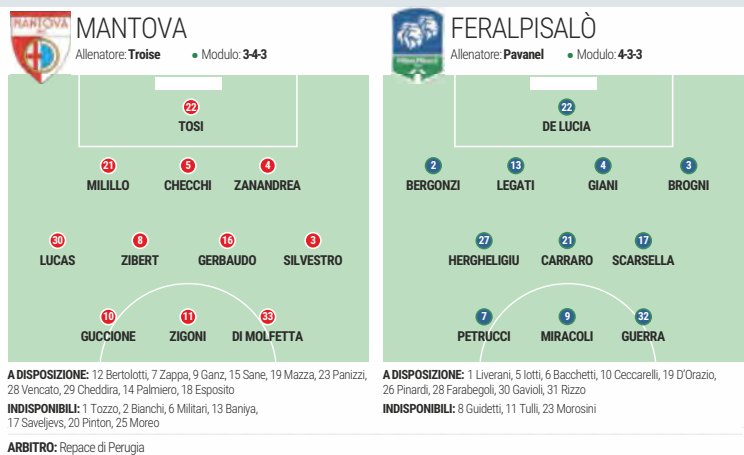 MANTOVA
MANTOVA
Allenatore: Troise • Modulo: 3-4-3
22
TOSI
21 5 4
MILILLO CHECCHI ZANANDREA
30 8 16 3
LUCAS ZIBERT GERBAUDO SILVESTRO
10 11 33
GUCCIONE ZIGONI DI MOLFETTA
A DISPOSIZIONE: 12 Bertolotti, 7 Zappa, 9 Ganz, 15 Sane, 19 Mazza, 23 Panizzi,
28 Vencato, 29 Cheddira, 14 Palmiero, 18 Esposito
INDISPONIBILI: 1 Tozzo, 2 Bianchi, 6 Militari, 13 Baniya,
17 Saveljevs, 20 Pinton, 25 Moreo
ARBITRO: Repace di Perugia
FERALPISALÒ
Allenatore: Pavanel • Modulo: 4-3-3
22
DE LUCIA
2 13 4 3
BERGONZI LEGATI GIANI BROGNI
27 21 17
HERGHELIGIU CARRARO SCARSELLA
7 9 32
PETRUCCI MIRACOLI GUERRA
A DISPOSIZIONE: 1 Liverani, 5 Iotti, 6 Bacchetti, 10 Ceccarelli, 19 D'Orazio,
26 Pinardi, 28 Farabegoli, 30 Gavioli, 31 Rizzo
INDISPONIBILI: 8 Guidetti, 11 Tulli, 23 Morosini